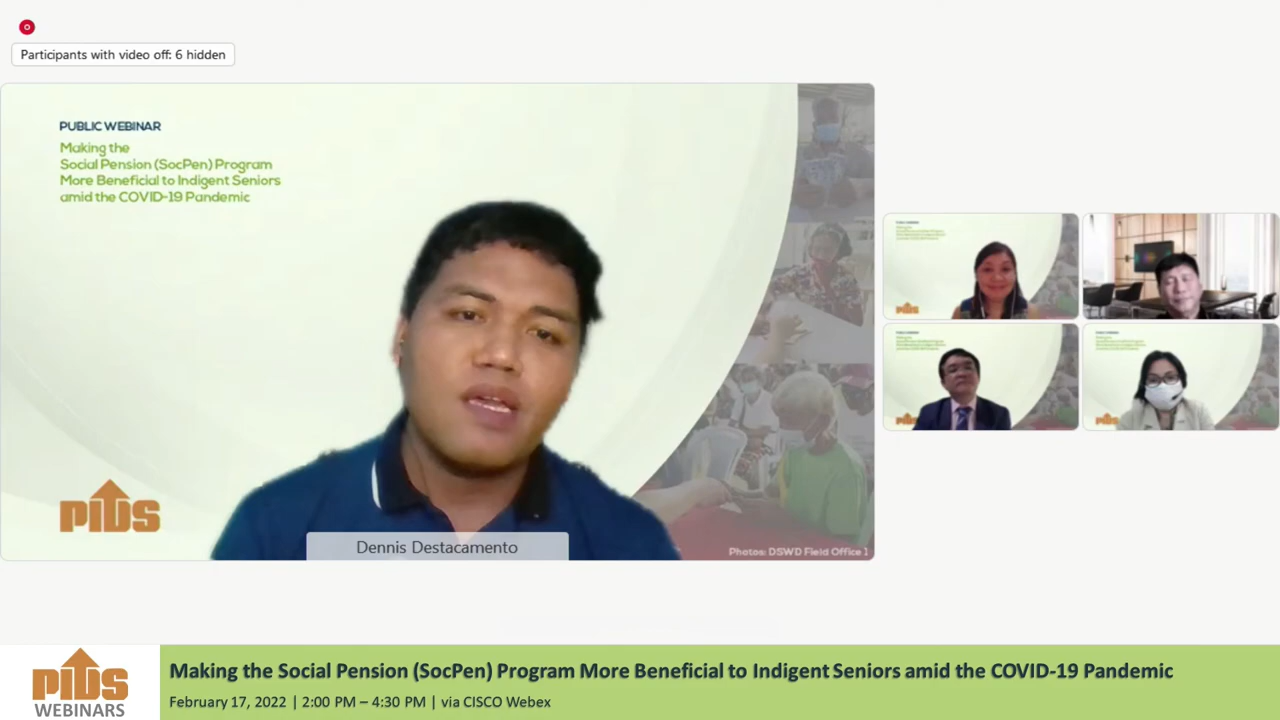 Participants with video off: 6 hidden
PUBLIC WEBINAR
Making the
Social Pension (SocPen) Program
More Beneficial to Indigent Seniors
amid the COVID-19 Pandemic
PIDS
Dennis Destacamento
Photos: DSWD Field Office 1
PIDS
WEBINARS
Making the Social Pension (SocPen) Program More Beneficial to Indigent Seniors amid the COVID-19 Pandemic
February 17, 2022 | 2:00 PM – 4:30 PM | via CISCO Webex